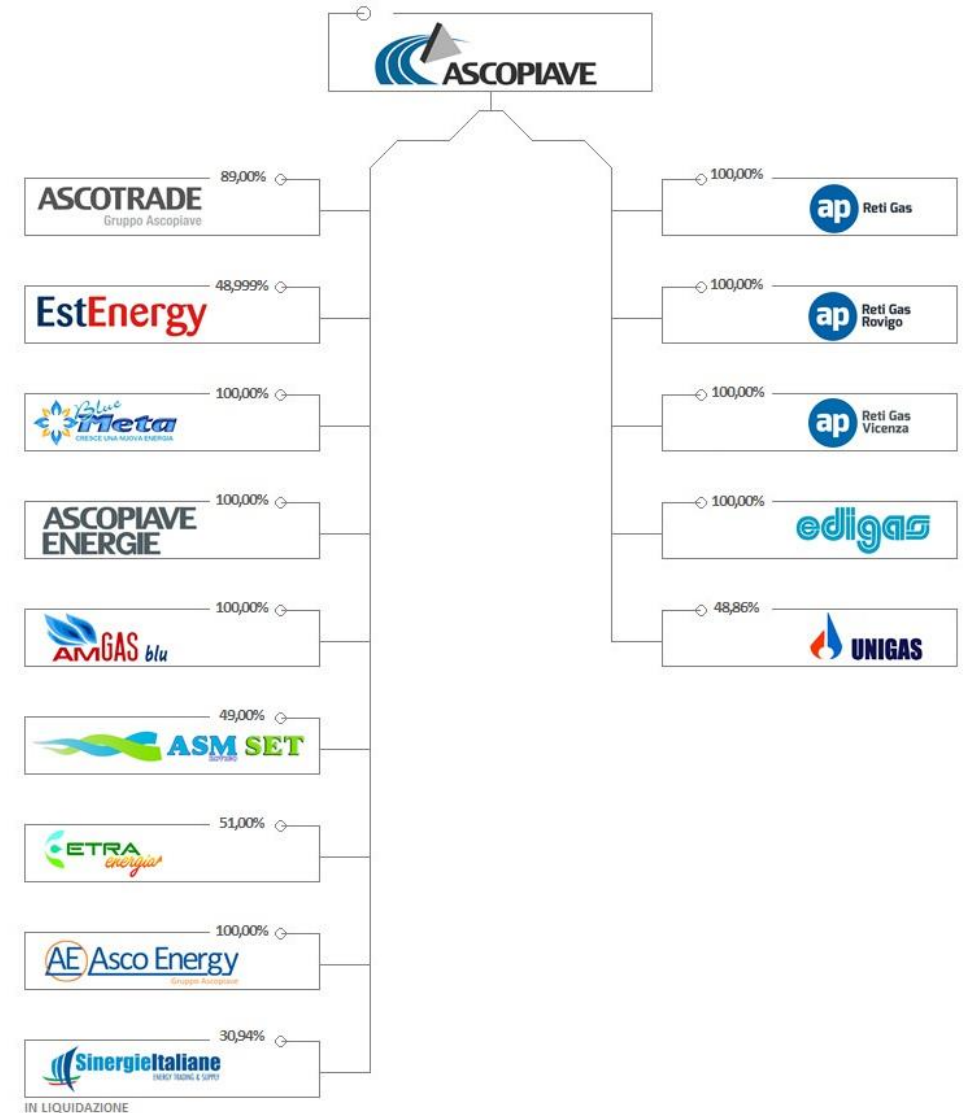 ASCOPIAVE
89,00%
ASCOTRADE
Gruppo Ascopiave
48,999%
EstEnergy
100,00%
Blue
Meta
CRESCE UNA NUOVA ENERGIA
100,00%
ASCOPIAVE
ENERGIE
100,00%
AMGAS blu
49,00%
ASM SET
51,00%
ETRA
energia
100,00%
AE Asco Energy
Gruppo Ascopiave
30,94%
SinergieItaliane
ENERGY TRADING & SUPPLY
IN LIQUIDAZIONE
100,00%
ap Reti Gas
100,00%
ap Reti Gas
Rovigo
100,00%
ap Reti Gas
Vicenza
100,00%
edigas
48,86%
UNIGAS